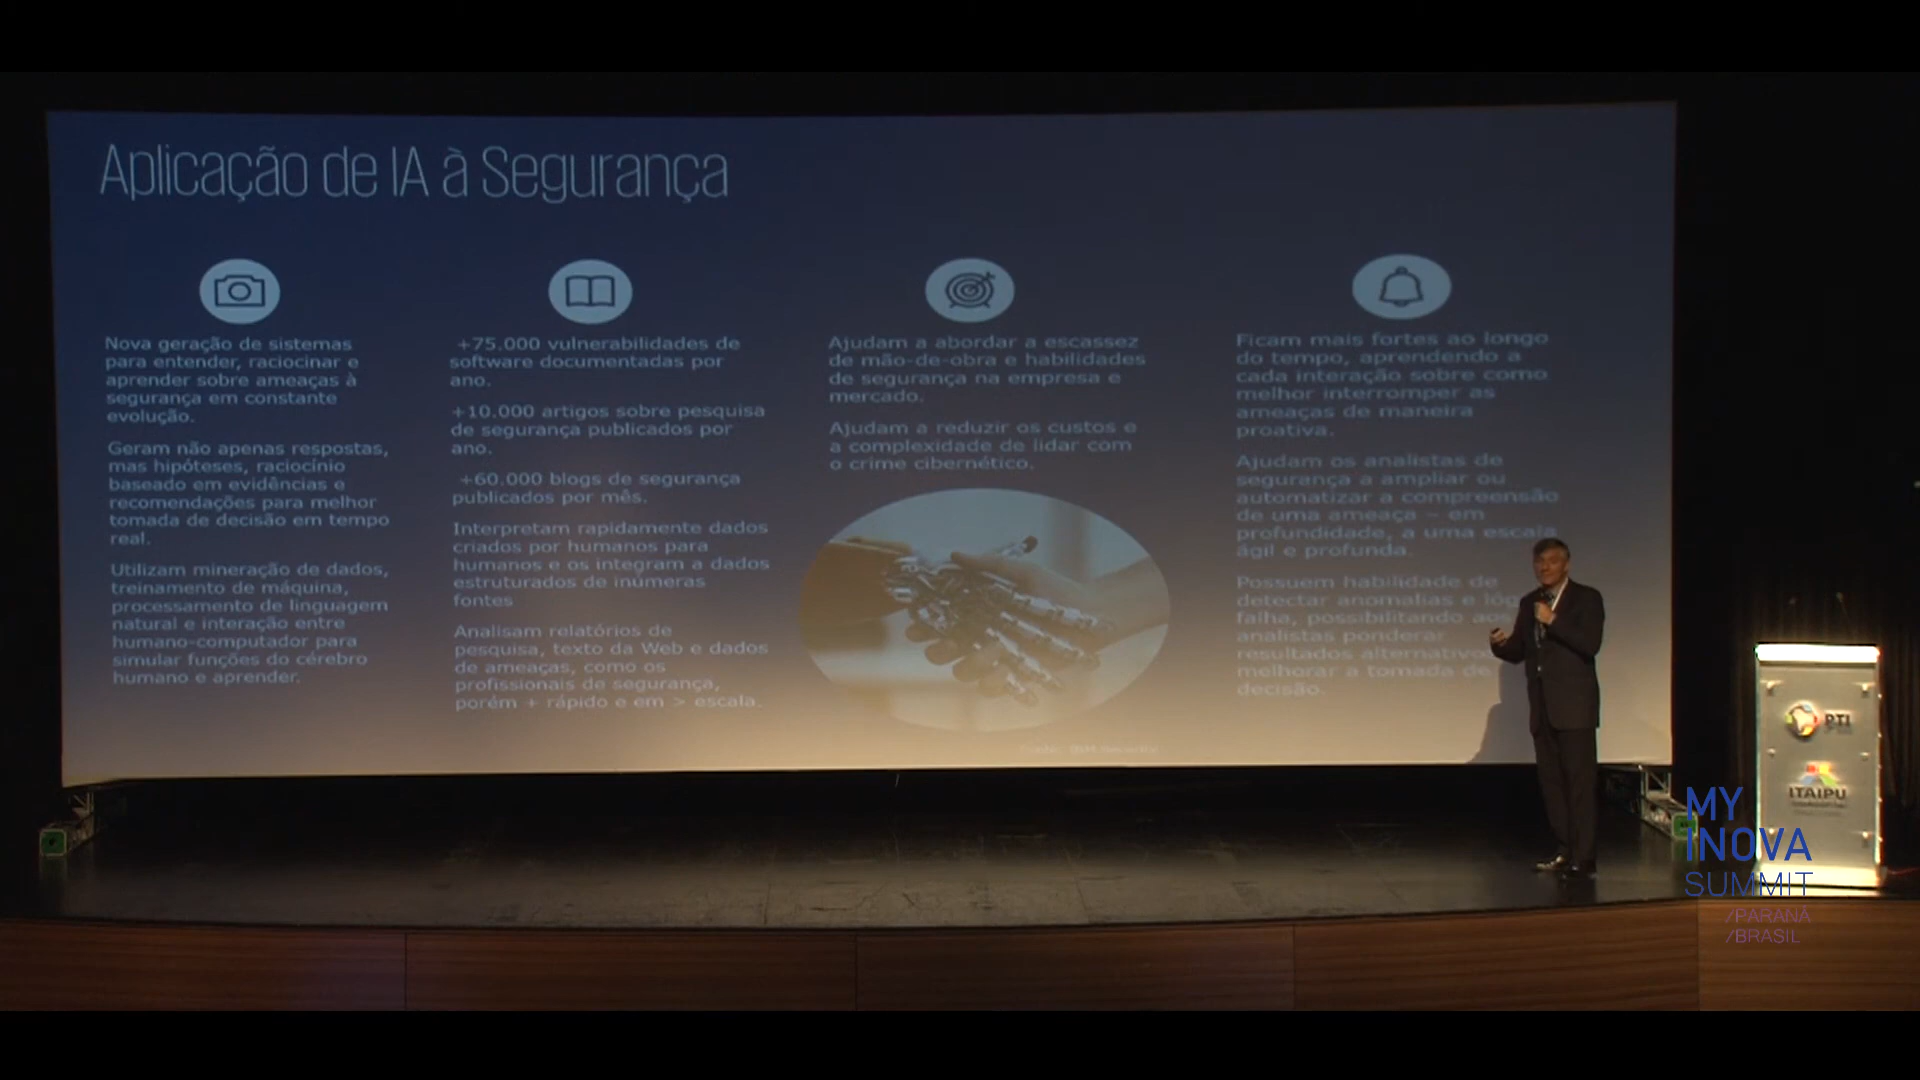 Aplicação de IA à Segurança
Nova geração de sistemas
para entender, raciocinar e
aprender sobre ameaças à
segurança em constante
evolução.
Geram não apenas respostas,
mas hipóteses, raciocínio
baseado em evidências e
recomendações para melhor
tomada de decisão em tempo
real.
Utilizam mineração de dados,
treinamento de máquina,
processamento de linguagem
natural e interação entre
humano-computador para
simular funções do cérebro
humano e aprender.
+75.000 vulnerabilidades de
software documentadas por
ano.
+10.000 artigos sobre pesquisa
de segurança publicados por
ano.
+60.000 blogs de segurança
publicados por mês.
Interpretam rapidamente dados
criados por humanos para
humanos e os integram a dados
estruturados de inúmeras
fontes
Analisam relatórios de
pesquisa, texto da Web e dados
de ameaças, como os
profissionais de segurança,
porém + rápido e em > escala.
Ajudam a abordar a escassez
de mão-de-obra e habilidades
de segurança na empresa e
mercado.
Ajudam a reduzir os custos e
a complexidade de lidar com
o crime cibernético.
Ficam mais fortes ao longo
do tempo, aprendendo a
cada interação sobre como
melhor interromper as
ameaças de maneira
proativa.
Ajudam os analistas de
segurança a ampliar ou
automatizar a compreensão
de uma ameaça – em
profundidade, a uma escala
ágil e profunda.
Possuem habilidade de
detectar anomalias e
falha, possibilitando
analistas ponderar
resultados
melhorar a tomada de
decisão.
PTI
ITAIPU
MY
INOVA
SUMMIT
/PARANÁ
/BRASIL